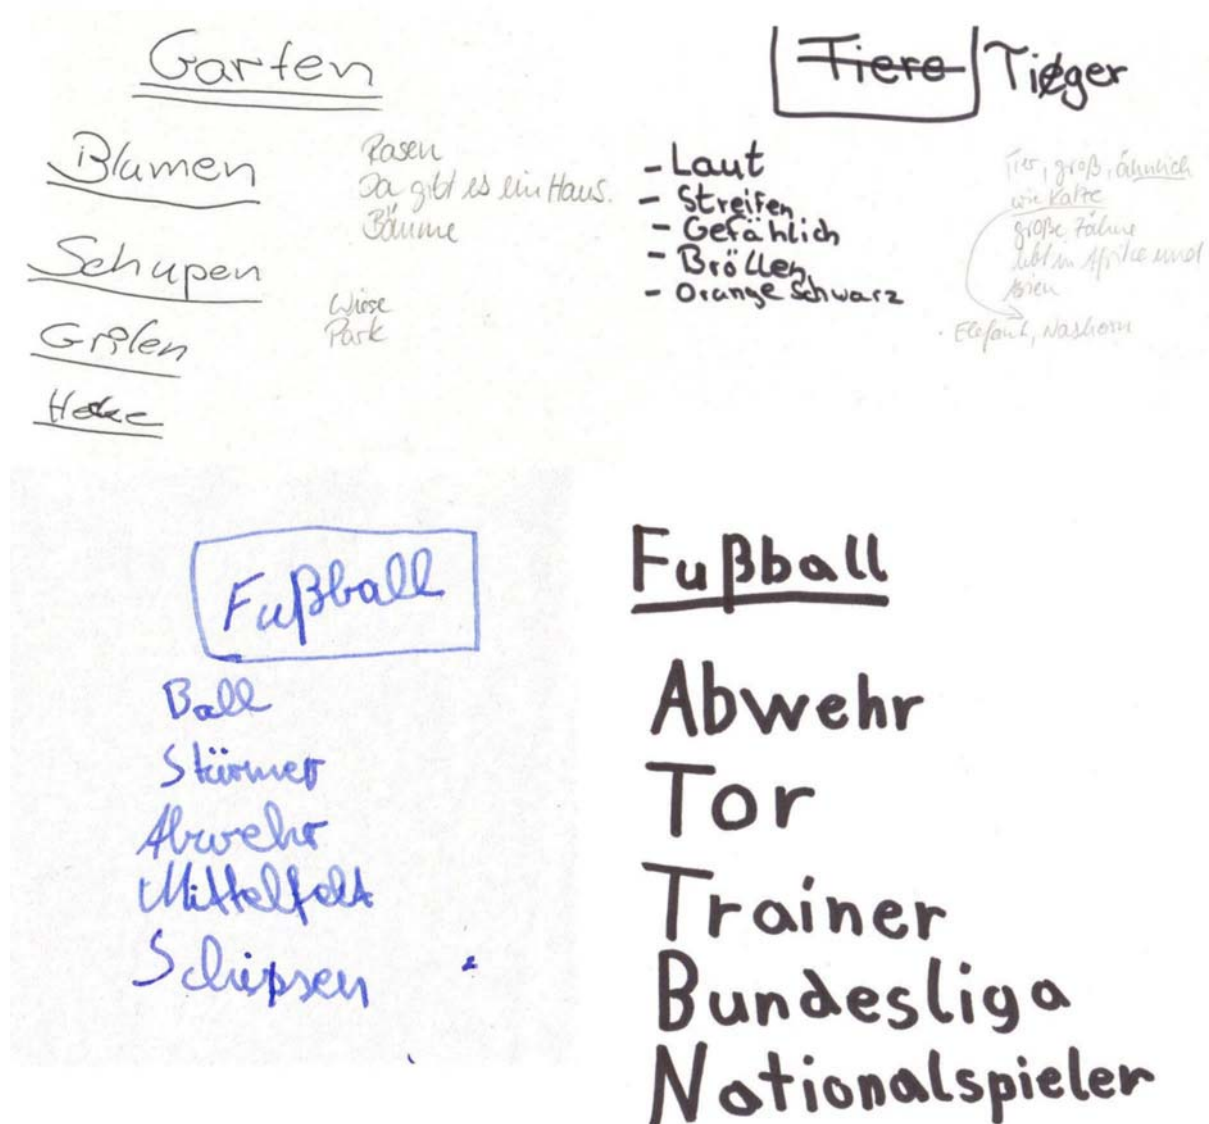 Garten
Blumen
Schupen
Grilen
Hecke
Rasen
Da gibt es ein Haus.
Bäume
Wiese
Park
Tiere Tieger
- Laut
- Streifen
- Gefählich
- Bröllen
- Orange Schwarz
Tier, groß, ähnlich
wie Katze
große Zähne
lebt in Afrika und
Asien
Elefant, Nashorn
Fußball
Ball
Stürmer
Abwehr
Mittelfelt
Schipsen
Fußball
Abwehr
Tor
Trainer
Bundesliga
Nationalspieler